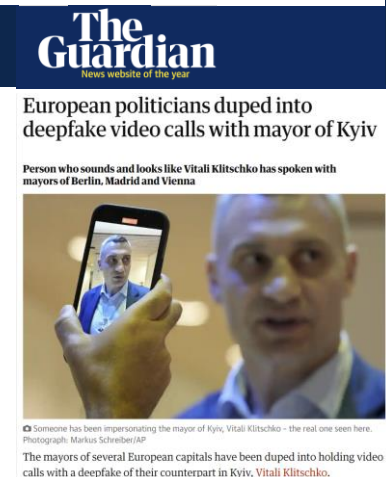 The
Guardian
News website of the year
European politicians duped into
deepfake video calls with mayor of Kyiv
Person who sounds and looks like Vitali Klitschko has spoken with
mayors of Berlin, Madrid and Vienna
Someone has been impersonating the mayor of Kyiv, Vitali Klitschko – the real one seen here.
Photograph: Markus Schreiber/AP
The mayors of several European capitals have been duped into holding video
calls with a deepfake of their counterpart in Kyiv, Vitali Klitschko.